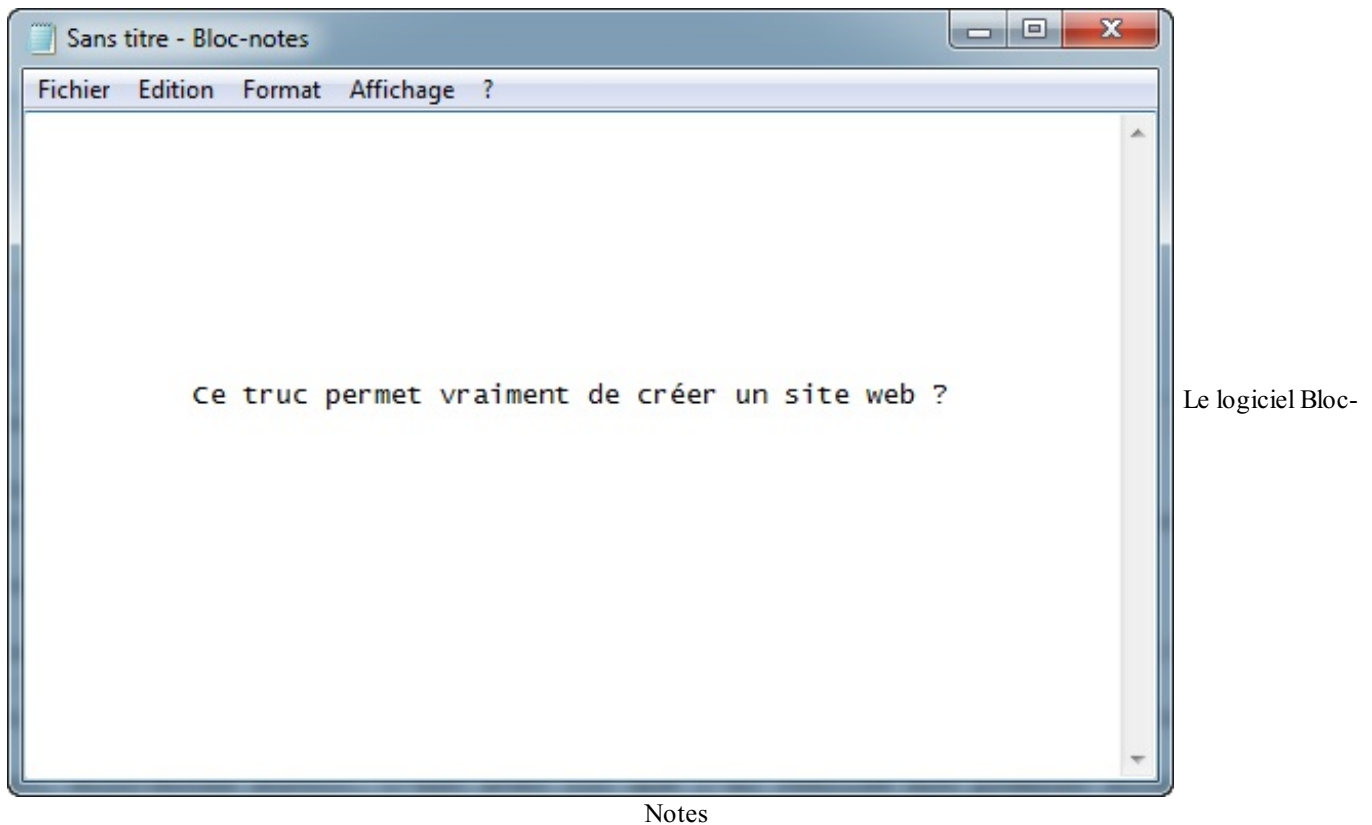 Sans titre - Bloc-notes
Fichier Edition Format Affichage ?
Ce truc permet vraiment de créer un site web ?
Le logiciel Bloc-
Notes